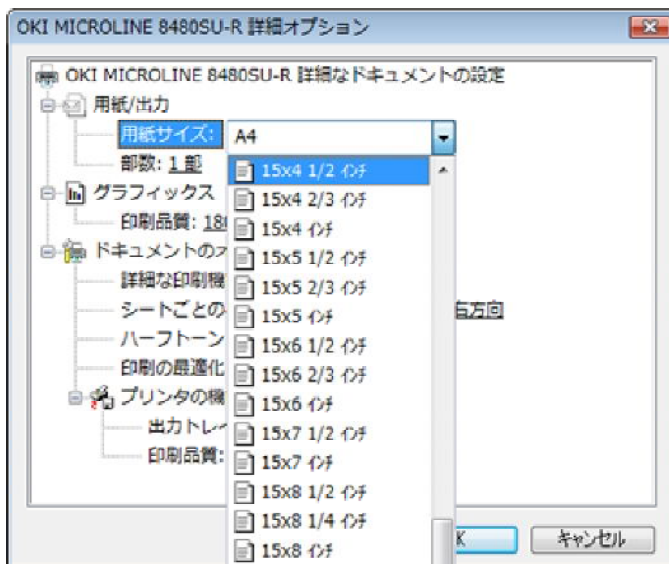 OKI MICROLINE 8480SU-R 詳細オプション
OKI MICROLINE 8480SU-R 詳細なドキュメントの設定
用紙/出力
用紙サイズ: A4
部数: 1 部
15x4 1/2 インチ
15x4 2/3 インチ
グラフィックス
15x4 インチ
印刷品質: 180
15x5 1/2 インチ
ドキュメントのオ
詳細な印刷機
15x5 2/3 インチ
シートごとの
15x5 インチ
右方向
ハーフトーン
15x6 1/2 インチ
印刷の最適化
15x6 2/3 インチ
プリンタの機
15x6 インチ
出力トレイ
15x7 1/2 インチ
印刷品質:
15x7 インチ
15x8 1/2 インチ
15x8 1/4 インチ
15x8 インチ
K
キャンセル